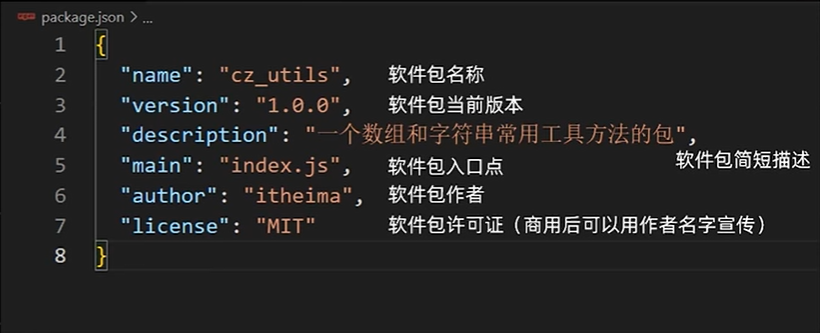 package.json > ...
1 {
2 "name": "cz_utils", 软件包名称
3 "version": "1.0.0", 软件包当前版本
4 "description": "一个数组和字符串常用工具方法的包",
软件包简短描述
5 "main": "index.js", 软件包入口点
6 "author": "itheima", 软件包作者
7 "license": "MIT" 软件包许可证（商用后可以用作者名字宣传）
8 }